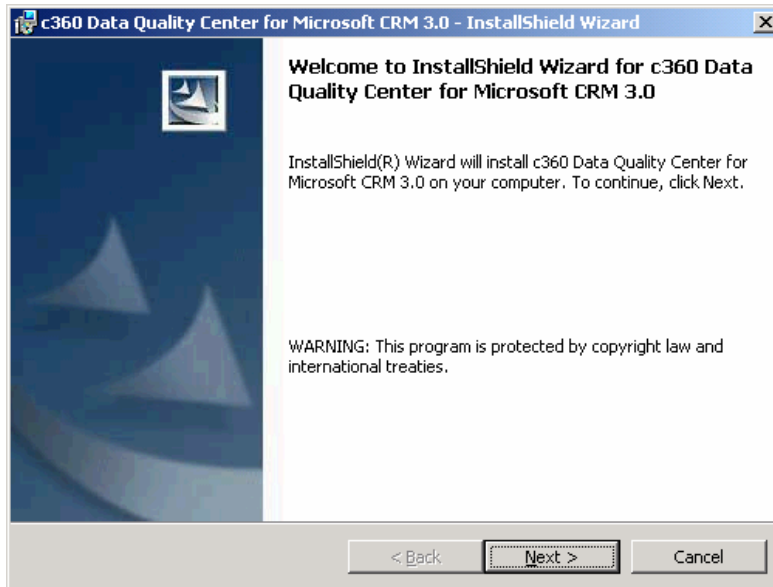 c360 Data Quality Center for Microsoft CRM 3.0 - InstallShield Wizard
Welcome to InstallShield Wizard for c360 Data
Quality Center for Microsoft CRM 3.0
InstallShield(R) Wizard will install c360 Data Quality Center for
Microsoft CRM 3.0 on your computer. To continue, click Next.
WARNING: This program is protected by copyright law and
international treaties.
< Back
Next >
Cancel